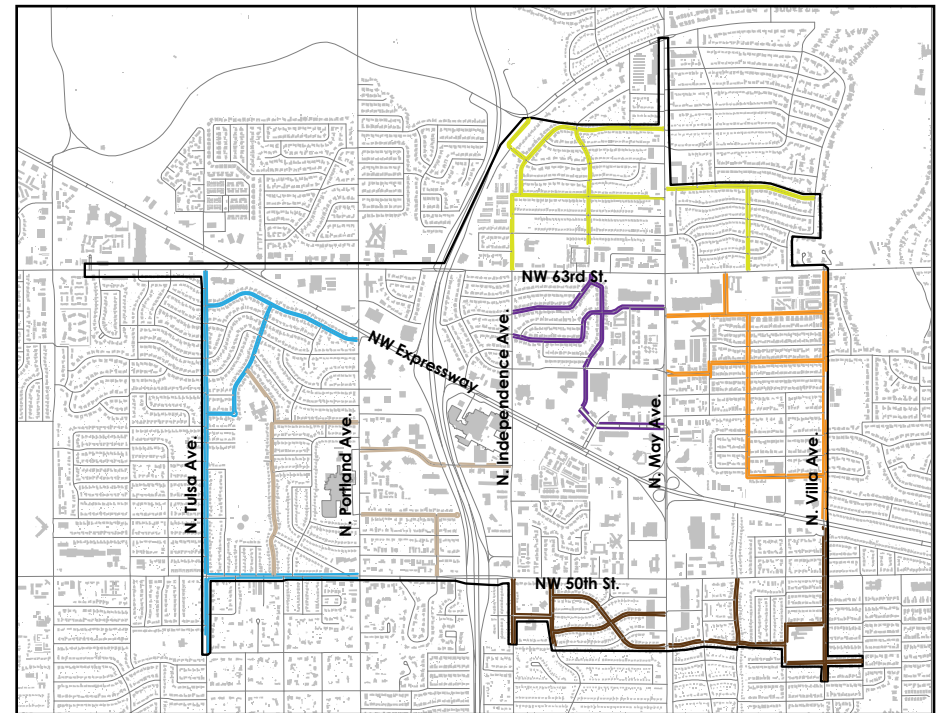 NW 63rd St.
NW Expressway
N. Independence Ave.
N. May Ave.
N. Portland Ave.
N. Tulsa Ave.
N. Villa Ave.
NW 50th St.